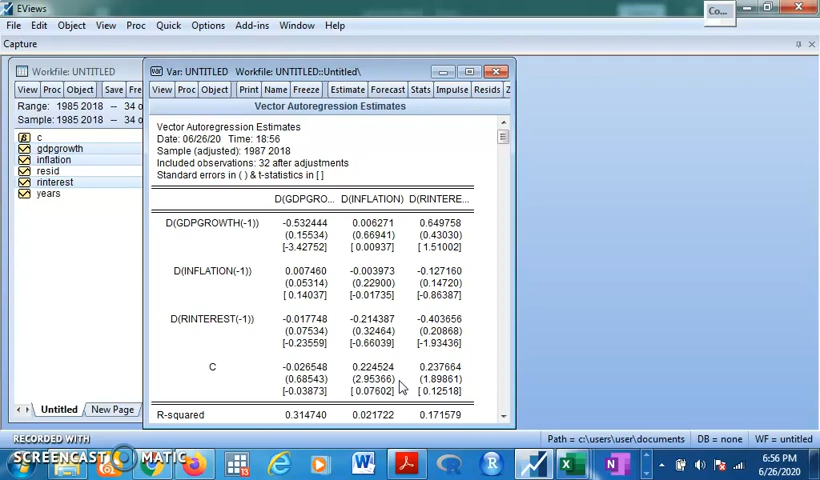 EViews
Co...
File Edit Object View Proc Quick Options Add-ins Window Help
Capture
Workfile: UNTITLED
View Proc Object Save Fre
Range: 1985 2018 -- 34 o
Sample: 1985 2018 -- 34 o
c
gdpgrowth
inflation
resid
rinterest
years
Untitled New Page
Var: UNTITLED Workfile: UNTITLED::Untitled\
View Proc Object Print Name Freeze Estimate Forecast Stats Impulse Resids Z
Vector Autoregression Estimates
Vector Autoregression Estimates
Date: 06/26/20 Time: 18:56
Sample (adjusted): 1987 2018
Included observations: 32 after adjustments
Standard errors in ( ) & t-statistics in [ ]
D(GDPGRO... D(INFLATION) D(RINTERE...
D(GDPGROWTH(-1)) -0.532444 0.006271 0.649758
(0.15534) (0.66941) (0.43030)
[-3.42752] [ 0.00937] [ 1.51002]
D(INFLATION(-1)) 0.007460 -0.003973 -0.127160
(0.05314) (0.22900) (0.14720)
[ 0.14037] [-0.01735] [-0.86387]
D(RINTEREST(-1)) -0.017748 -0.214387 -0.403656
(0.07534) (0.32464) (0.20868)
[-0.23559] [-0.66039] [-1.93436]
C -0.026548 0.224524 0.237664
(0.68543) (2.95366) (1.89861)
[-0.03873] [ 0.07602] [ 0.12518]
R-squared 0.314740 0.021722 0.171579
Path = c:\users\user\documents DB = none WF = untitled
RECORDED WITH
SCREENCAST MATIC
6:56 PM
6/26/2020